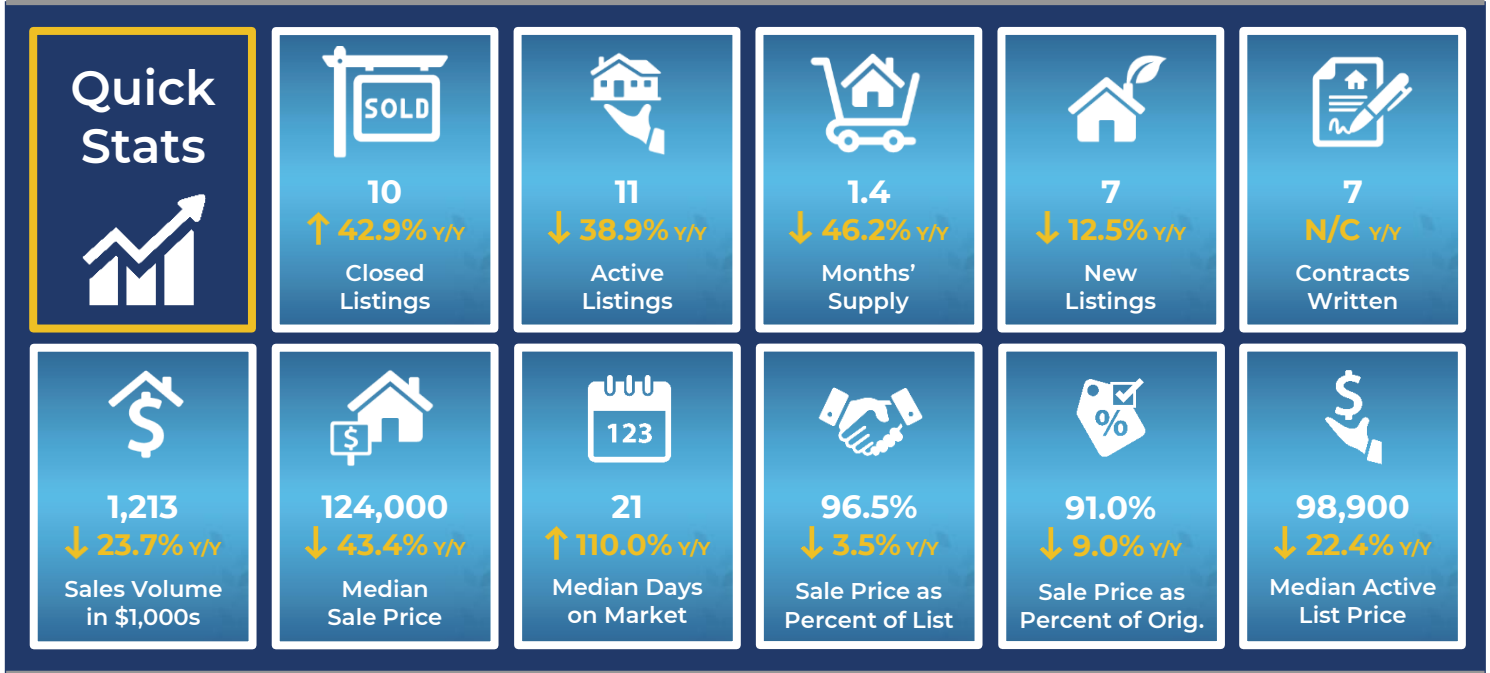 Quick
Stats
SOLD
10
↑ 42.9% Y/Y
Closed
Listings
11
↓ 38.9% Y/Y
Active
Listings
1.4
↓ 46.2% Y/Y
Months’
Supply
7
↓ 12.5% Y/Y
New
Listings
7
N/C Y/Y
Contracts
Written
$
1,213
↓ 23.7% Y/Y
Sales Volume
in $1,000s
$
124,000
↓ 43.4% Y/Y
Median
Sale Price
123
21
↑ 110.0% Y/Y
Median Days
on Market
96.5%
↓ 3.5% Y/Y
Sale Price as
Percent of List
%
91.0%
↓ 9.0% Y/Y
Sale Price as
Percent of Orig.
$
98,900
↓ 22.4% Y/Y
Median Active
List Price